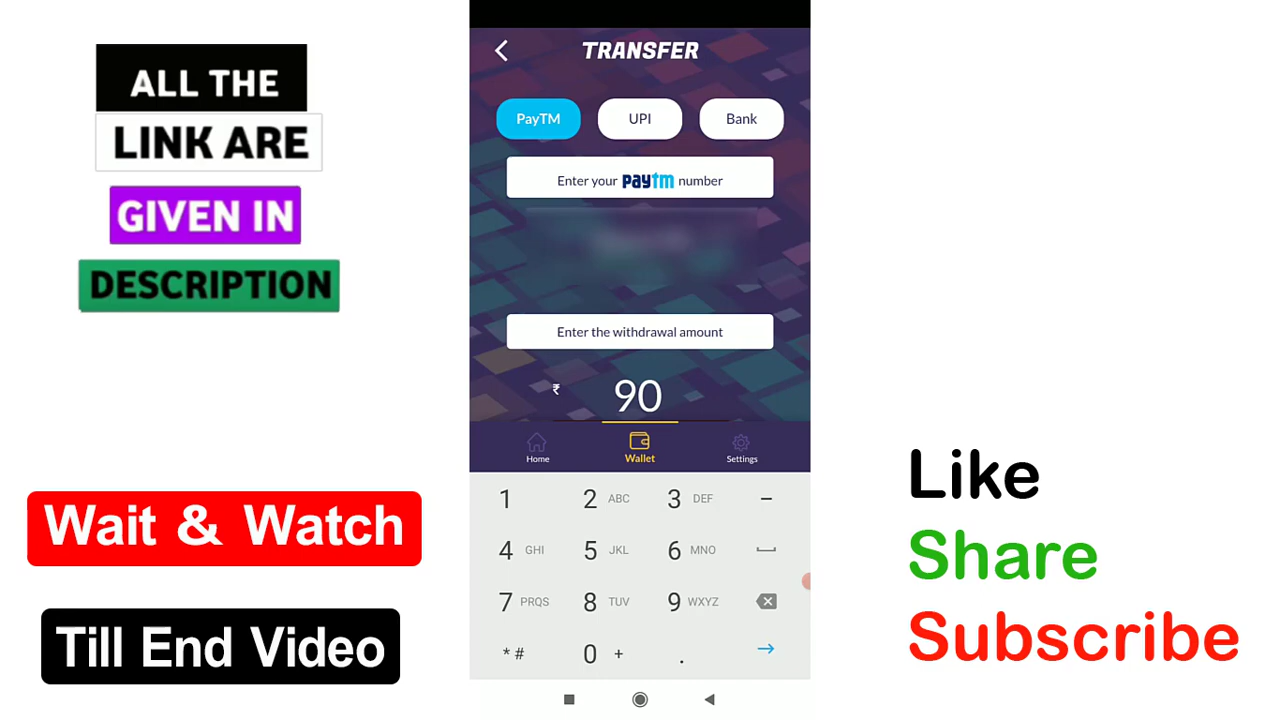 ALL THE
LINK ARE
GIVEN IN
DESCRIPTION
Wait & Watch
Till End Video
TRANSFER
PayTM UPI Bank
Enter your paytm number
Enter the withdrawal amount
₹ 90
Home Wallet Settings
1 2 ABC 3 DEF –
4 GHI 5 JKL 6 MNO
7 PRQS 8 TUV 9 WXYZ
* # 0 + .
Like
Share
Subscribe